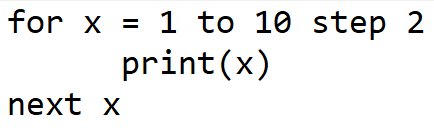 for x = 1 to 10 step 2
     print(x)
next x